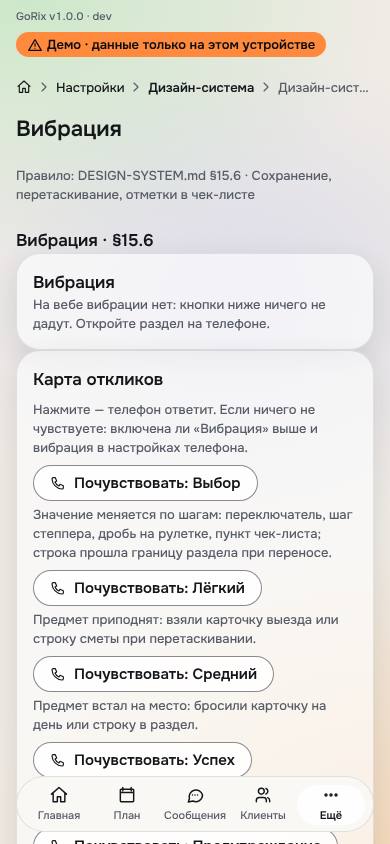 GoRix v1.0.0 · dev
Демо · данные только на этом устройстве
Настройки
Дизайн-система
Дизайн-сист...
Вибрация
Правило: DESIGN-SYSTEM.md §15.6 · Сохранение,
перетаскивание, отметки в чек-листе
Вибрация · §15.6
Вибрация
На вебе вибрации нет: кнопки ниже ничего не
дадут. Откройте раздел на телефоне.
Карта откликов
Нажмите — телефон ответит. Если ничего не
чувствуете: включена ли «Вибрация» выше и
вибрация в настройках телефона.
Почувствовать: Выбор
Значение меняется по шагам: переключатель, шаг
степпера, дробь на рулетке, пункт чек-листа;
строка прошла границу раздела при переносе.
Почувствовать: Лёгкий
Предмет приподнят: взяли карточку выезда или
строку сметы при перетаскивании.
Почувствовать: Средний
Предмет встал на место: бросили карточку на
день или строку в раздел.
Почувствовать: Успех
Главная
План
Сообщения
Клиенты
Ещё